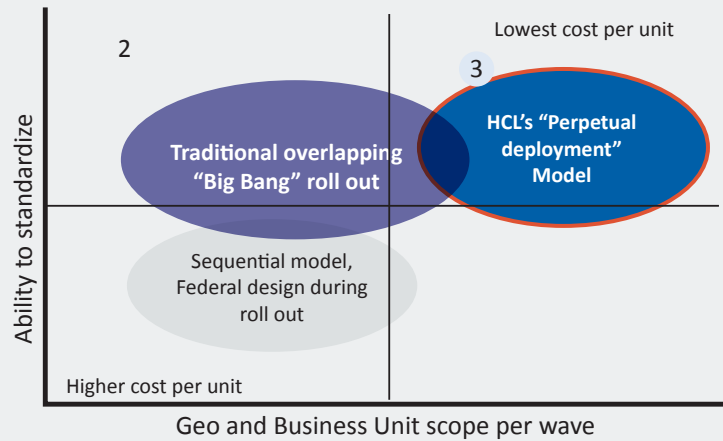 Lowest cost per unit
2
3
HCL's “Perpetual
deployment”
Model
Traditional overlapping
“Big Bang” roll out
Sequential model,
Federal design during
roll out
Ability to standardize
Higher cost per unit
Geo and Business Unit scope per wave